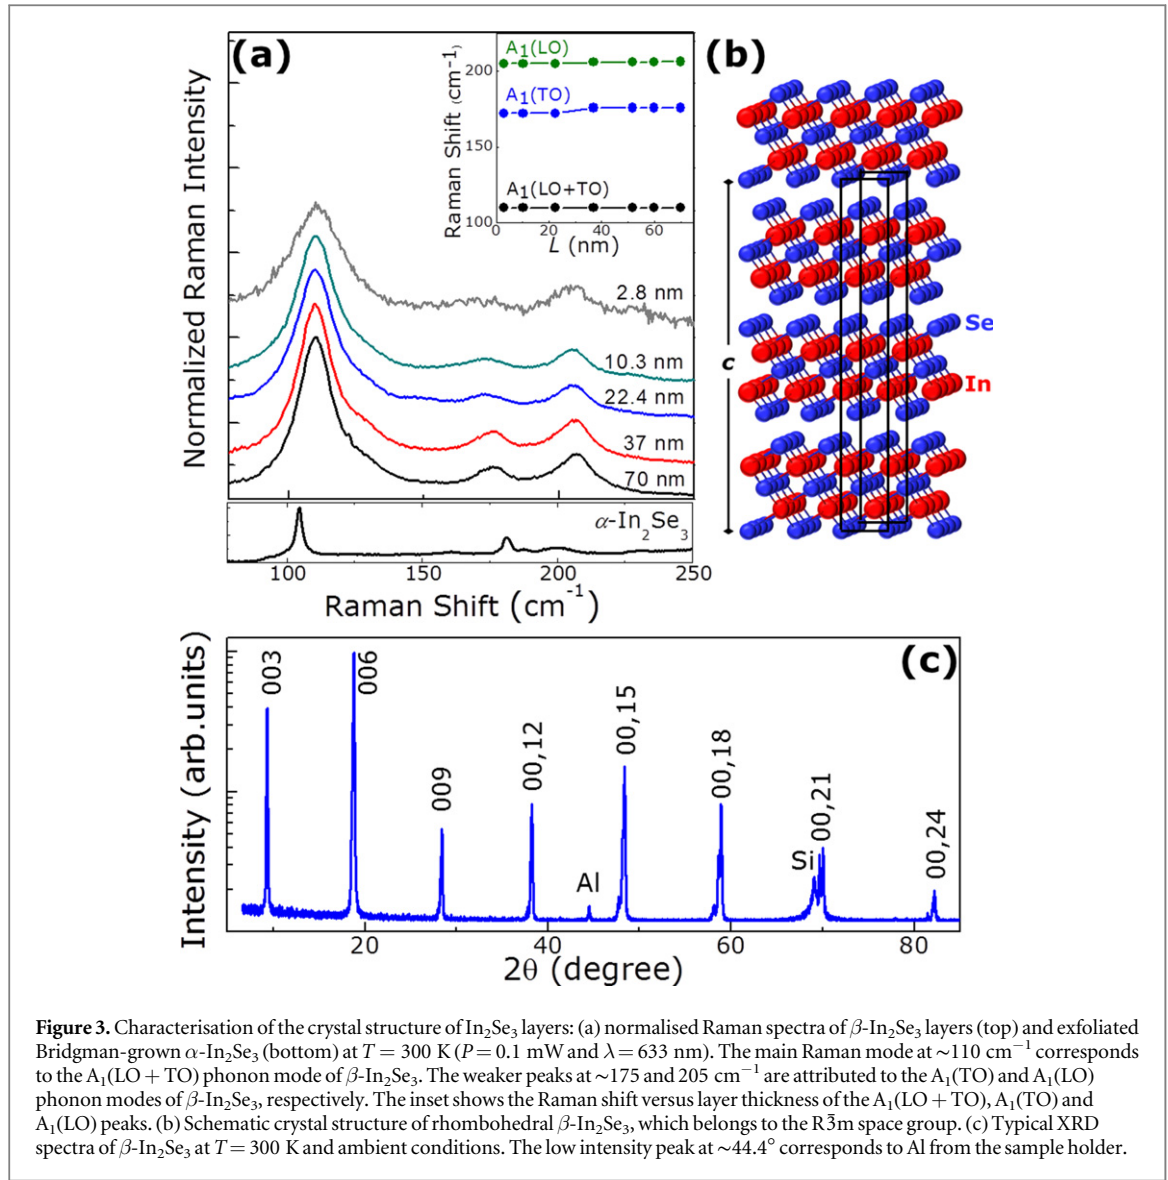 (a)
Normalized Raman Intensity
A₁(LO)
A₁(TO)
A₁(LO+TO)
Raman Shift (cm⁻¹)
200
150
100
0 20 40 60
L (nm)
2.8 nm
10.3 nm
22.4 nm
37 nm
70 nm
α-In₂Se₃
100 150 200 250
Raman Shift (cm⁻¹)
(b)
Se
In
c
(c)
Intensity (arb.units)
003
006
009
00,12
Al
00,15
00,18
Si
00,21
00,24
20 40 60 80
2θ (degree)
Figure 3. Characterisation of the crystal structure of In₂Se₃ layers: (a) normalised Raman spectra of β-In₂Se₃ layers (top) and exfoliated
Bridgman-grown α-In₂Se₃ (bottom) at T = 300 K (P = 0.1 mW and λ = 633 nm). The main Raman mode at ~110 cm⁻¹ corresponds
to the A₁(LO + TO) phonon mode of β-In₂Se₃. The weaker peaks at ~175 and 205 cm⁻¹ are attributed to the A₁(TO) and A₁(LO)
phonon modes of β-In₂Se₃, respectively. The inset shows the Raman shift versus layer thickness of the A₁(LO + TO), A₁(TO) and
A₁(LO) peaks. (b) Schematic crystal structure of rhombohedral β-In₂Se₃, which belongs to the R3̄m space group. (c) Typical XRD
spectra of β-In₂Se₃ at T = 300 K and ambient conditions. The low intensity peak at ~44.4° corresponds to Al from the sample holder.